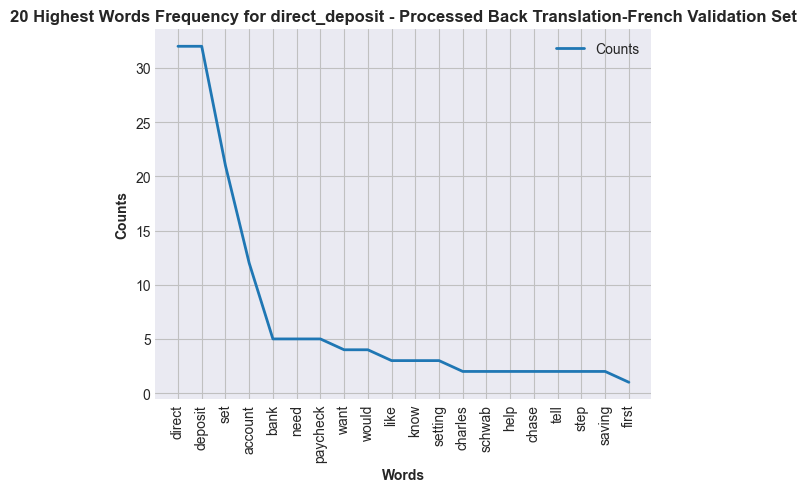 20 Highest Words Frequency for direct_deposit - Processed Back Translation-French Validation Set
Counts
30
25
20
15
10
5
0
Counts
direct
deposit
set
account
bank
need
paycheck
want
would
like
know
setting
charles
schwab
help
chase
tell
step
saving
first
Words